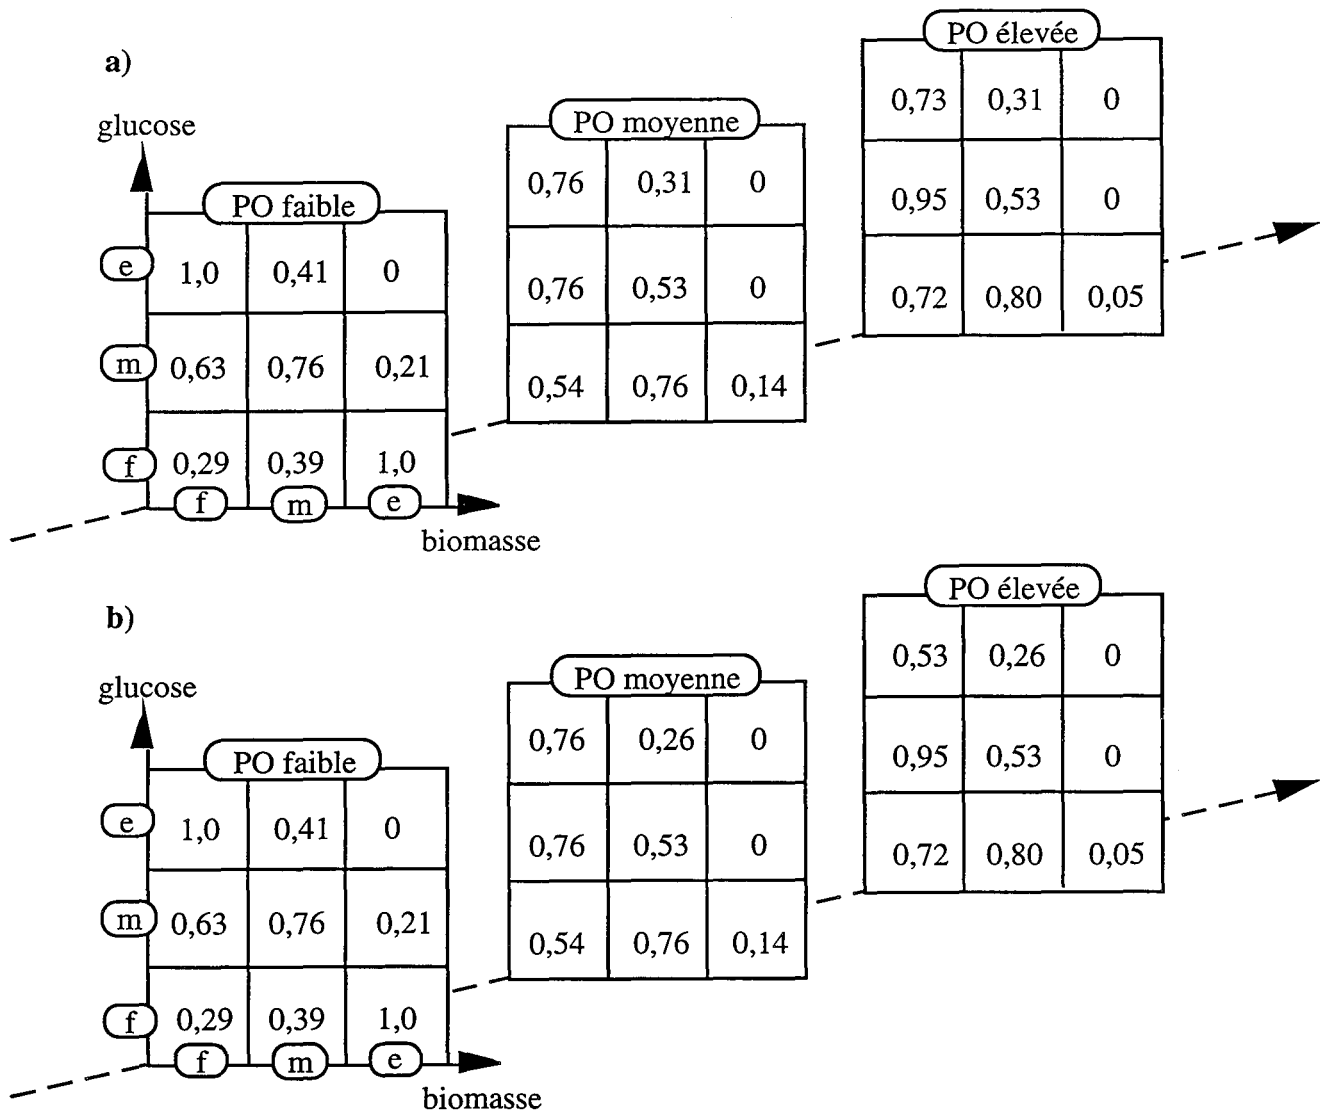 a)
glucose
PO faible
e 1,0 0,41 0
m 0,63 0,76 0,21
f 0,29 0,39 1,0
f m e
biomasse
PO moyenne
0,76 0,31 0
0,76 0,53 0
0,54 0,76 0,14
PO élevée
0,73 0,31 0
0,95 0,53 0
0,72 0,80 0,05
b)
glucose
PO faible
e 1,0 0,41 0
m 0,63 0,76 0,21
f 0,29 0,39 1,0
f m e
biomasse
PO moyenne
0,76 0,26 0
0,76 0,53 0
0,54 0,76 0,14
PO élevée
0,53 0,26 0
0,95 0,53 0
0,72 0,80 0,05